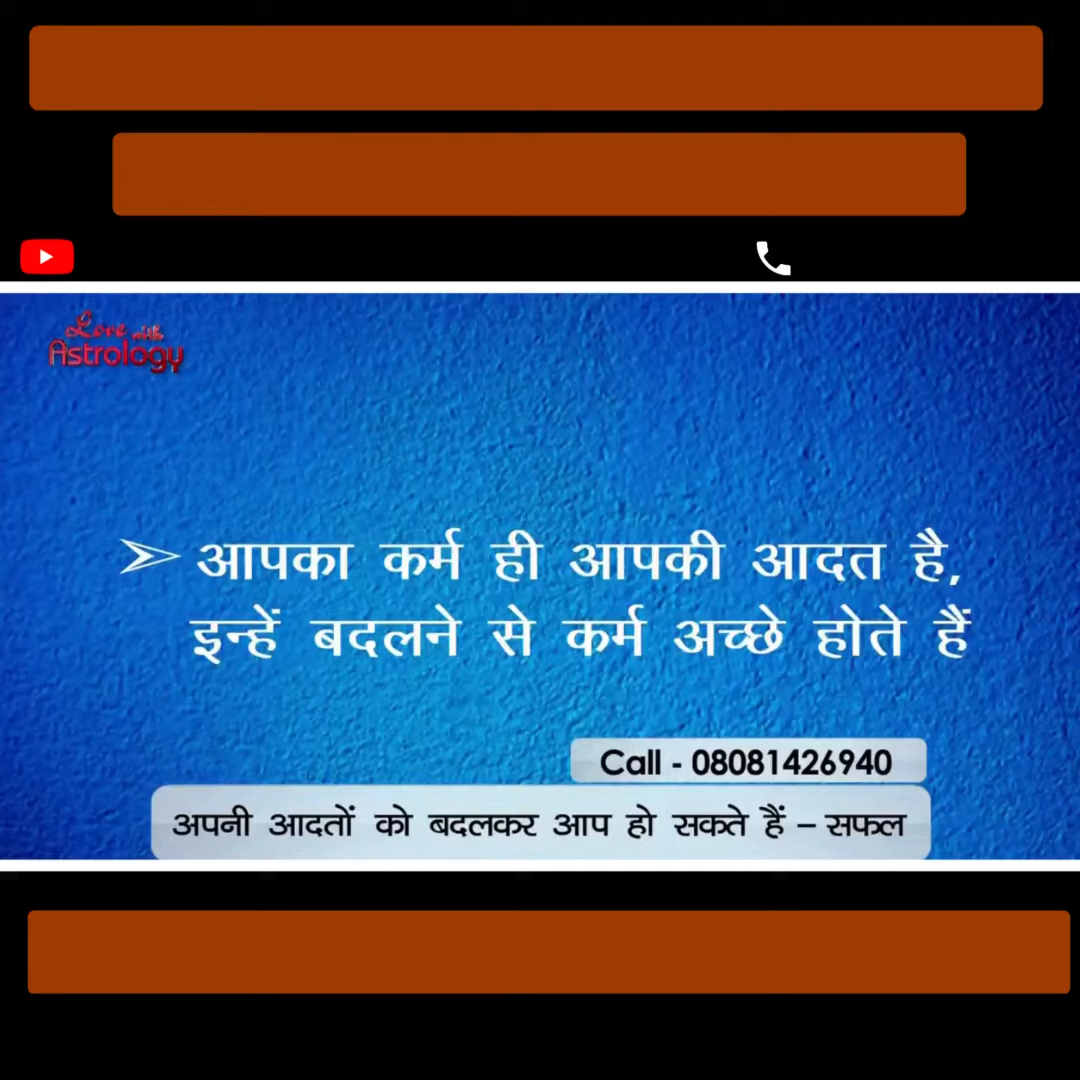 Love with
Astrology
आपका कर्म ही आपकी आदत है,
इन्हें बदलने से कर्म अच्छे होते हैं
Call - 08081426940
अपनी आदतों को बदलकर आप हो सकते हैं – सफल